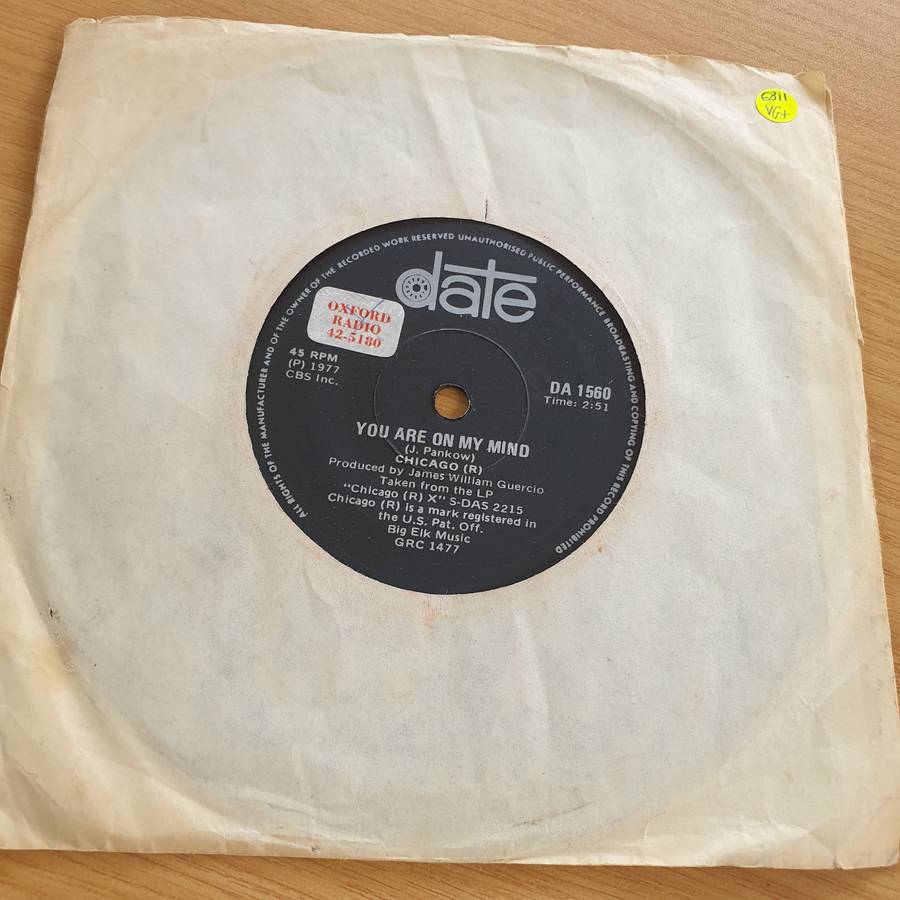 6811
VG+
ALL RIGHTS OF THE MANUFACTURER AND OF THE OWNER OF THE RECORDED WORK RESERVED UNAUTHORISED PUBLIC PERFORMANCE BROADCASTING AND COPYING OF THIS RECORD PROHIBITED
date
OXFORD
RADIO
42-5180
45 RPM
(P) 1977
CBS Inc.
DA 1560
Time: 2:51
YOU ARE ON MY MIND
(J. Pankow)
CHICAGO (R)
Produced by James William Guercio
Taken from the LP
"Chicago (R) X" S-DAS 2215
Chicago (R) is a mark registered in
the U.S. Pat. Off.
Big Elk Music
GRC 1477